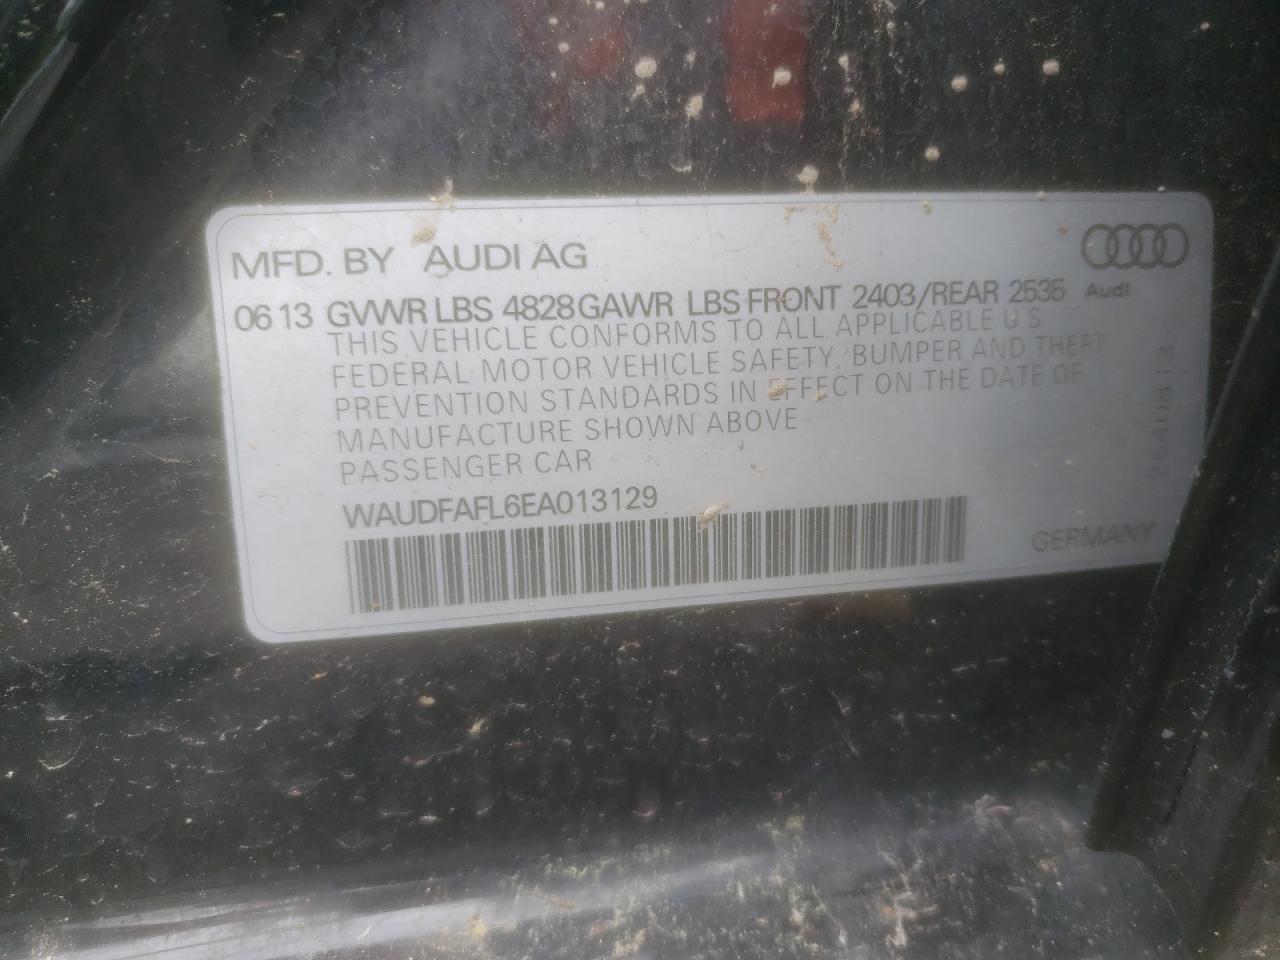 MFD. BY AUDI AG
06 13 GVWR LBS 4828 GAWR LBS FRONT 2403/REAR 2535
Audi
THIS VEHICLE CONFORMS TO ALL APPLICABLE U S
FEDERAL MOTOR VEHICLE SAFETY, BUMPER AND THEFT
PREVENTION STANDARDS IN EFFECT ON THE DATE OF
MANUFACTURE SHOWN ABOVE
PASSENGER CAR
WAUDFAFL6EA013129
GERMANY